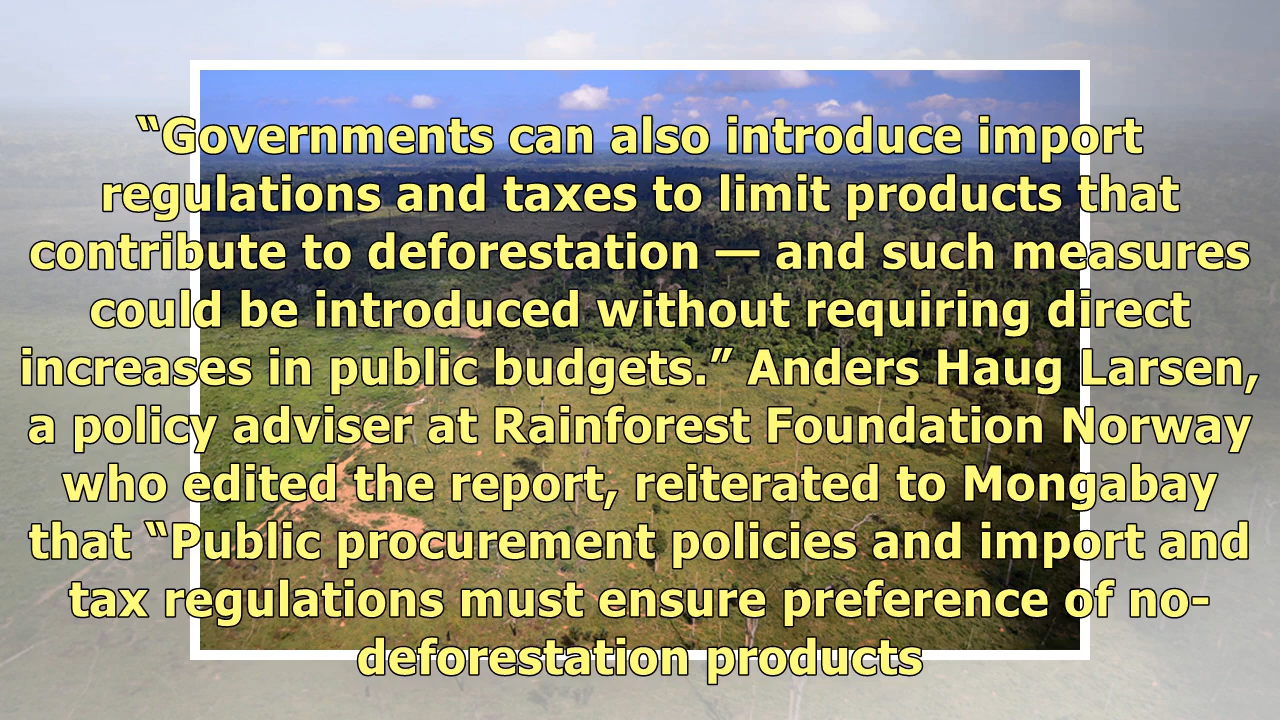 “Governments can also introduce import
regulations and taxes to limit products that
contribute to deforestation — and such measures
could be introduced without requiring direct
increases in public budgets.” Anders Haug Larsen,
a policy adviser at Rainforest Foundation Norway
who edited the report, reiterated to Mongabay
that “Public procurement policies and import and
tax regulations must ensure preference of no-
deforestation products